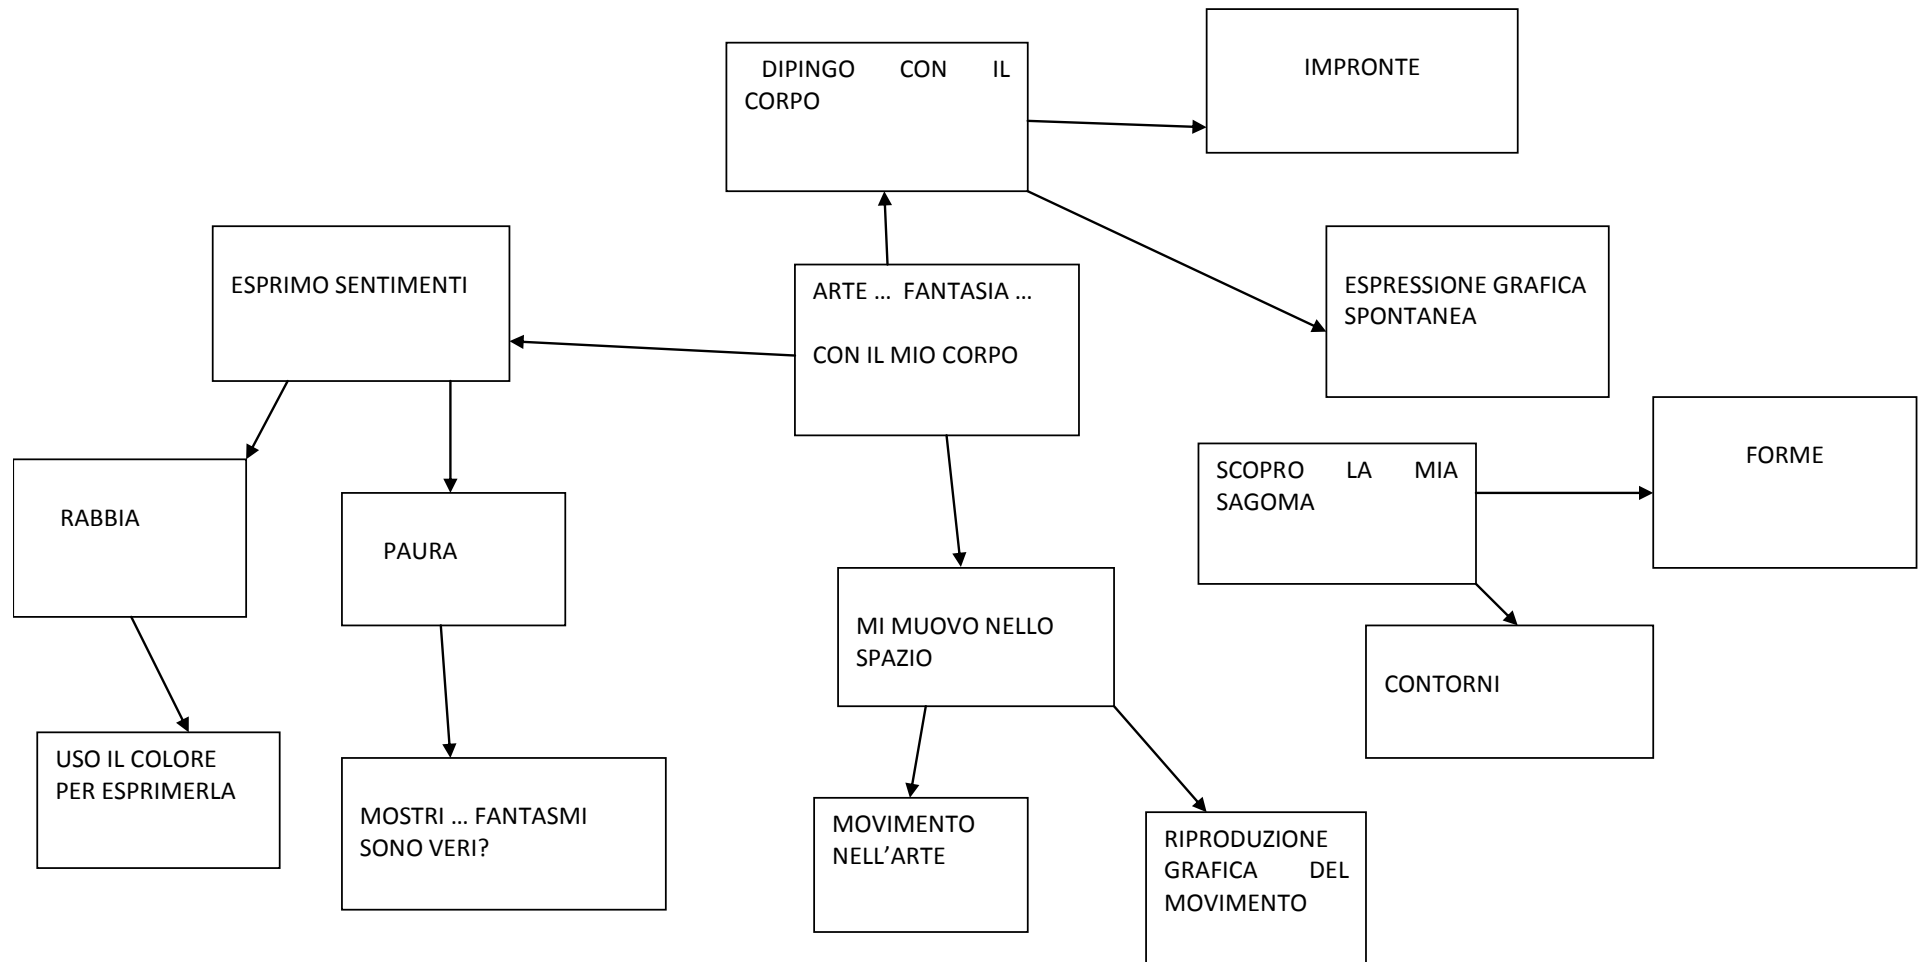 DIPINGO CON IL
CORPO
IMPRONTE
ESPRIMO SENTIMENTI
ARTE … FANTASIA …
CON IL MIO CORPO
ESPRESSIONE GRAFICA
SPONTANEA
SCOPRO LA MIA
SAGOMA
FORME
RABBIA
PAURA
MI MUOVO NELLO
SPAZIO
CONTORNI
USO IL COLORE
PER ESPRIMERLA
MOSTRI … FANTASMI
SONO VERI?
MOVIMENTO
NELL’ARTE
RIPRODUZIONE
GRAFICA DEL
MOVIMENTO